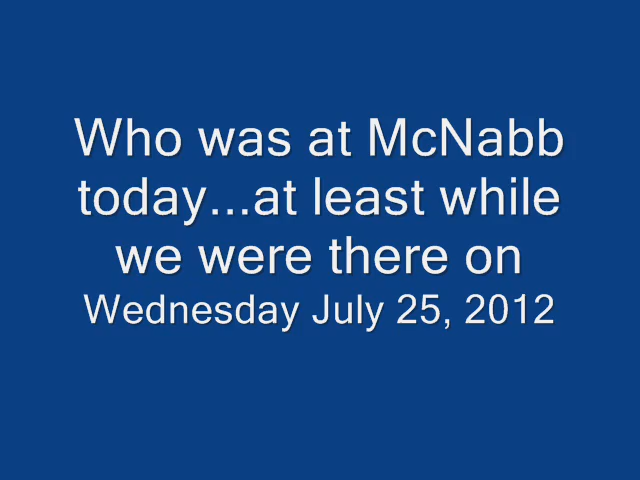 Who was at McNabb
today...at least while
we were there on
Wednesday July 25, 2012